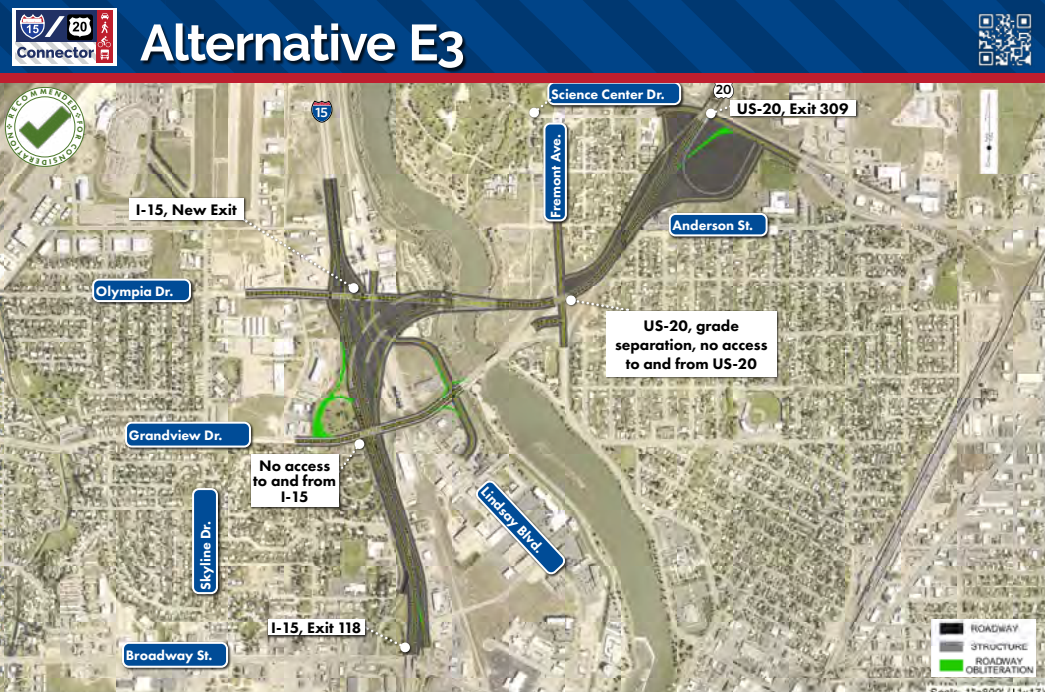 15 / 20
Connector
Alternative E3
RECOMMENDED FOR CONSIDERATION
15
Science Center Dr.
20
US-20, Exit 309
Fremont Ave.
I-15, New Exit
Anderson St.
Olympia Dr.
US-20, grade
separation, no access
to and from US-20
Grandview Dr.
No access
to and from
I-15
Lindsay Blvd.
Skyline Dr.
I-15, Exit 118
Broadway St.
ROADWAY
STRUCTURE
ROADWAY
OBLITERATION